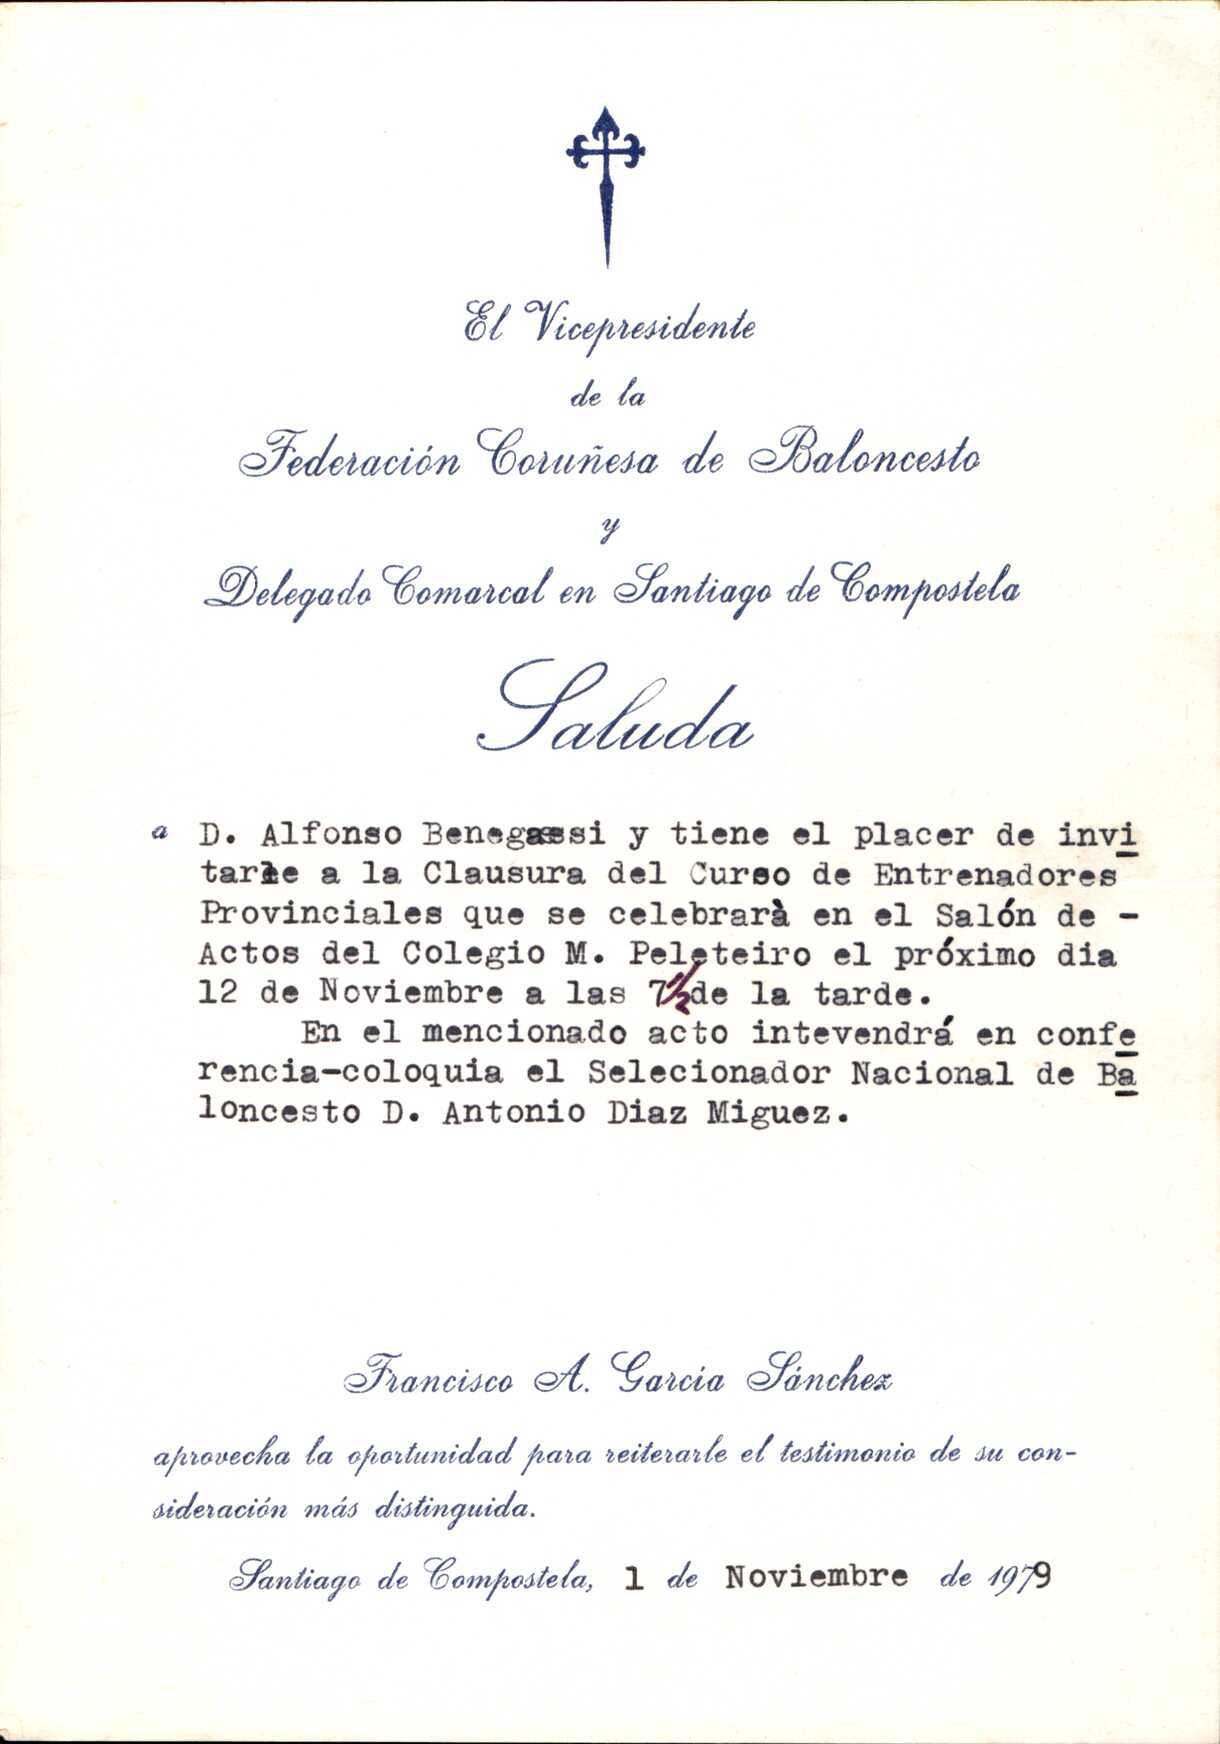 El Vicepresidente
de la
Federación Coruñesa de Baloncesto
y
Delegado Comarcal en Santiago de Compostela
Saluda
a D. Alfonso Benegassi y tiene el placer de invi
tarle a la Clausura del Curso de Entrenadores
Provinciales que se celebrarà en el Salón de -
Actos del Colegio M. Peleteiro el próximo dia
12 de Noviembre a las 7 1/2 de la tarde.
En el mencionado acto intevendrá en confe
rencia-coloquia el Selecionador Nacional de Ba
loncesto D. Antonio Diaz Miguez.
Francisco A. García Sánchez
aprovecha la oportunidad para reiterarle el testimonio de su con-
sideración más distinguida.
Santiago de Compostela, 1 de Noviembre de 1979